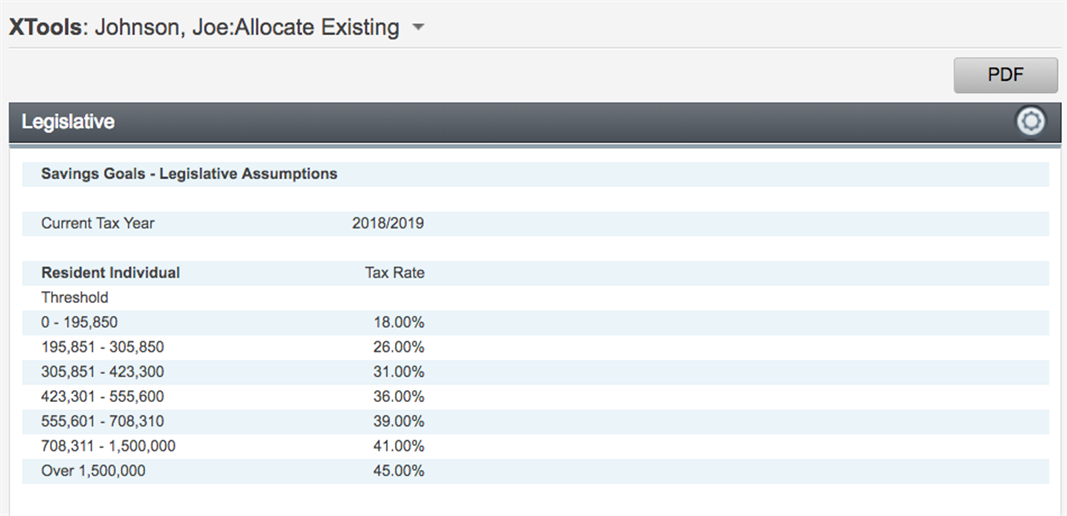 XTools: Johnson, Joe:Allocate Existing
PDF
Legislative
Savings Goals - Legislative Assumptions
Current Tax Year 2018/2019
Resident Individual Tax Rate
Threshold
0 - 195,850 18.00%
195,851 - 305,850 26.00%
305,851 - 423,300 31.00%
423,301 - 555,600 36.00%
555,601 - 708,310 39.00%
708,311 - 1,500,000 41.00%
Over 1,500,000 45.00%